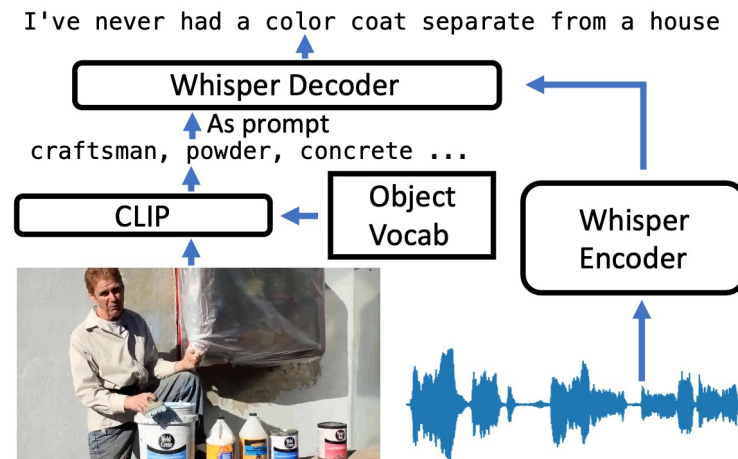 I've never had a color coat separate from a house
Whisper Decoder
As prompt
craftsman, powder, concrete ...
CLIP
Object
Vocab
Whisper
Encoder